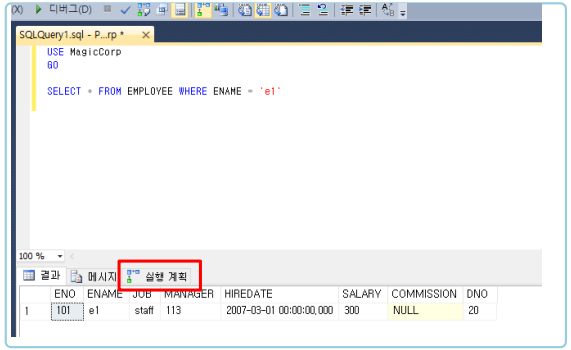 X) 디버그(D)
SQLQuery1.sql - P...rp * ×
USE MagicCorp
GO
SELECT * FROM EMPLOYEE WHERE ENAME = 'e1'
100 %
결과 메시지 실행 계획
ENO ENAME JOB MANAGER HIREDATE SALARY COMMISSION DNO
1 101 e1 staff 113 2007-03-01 00:00:00,000 300 NULL 20